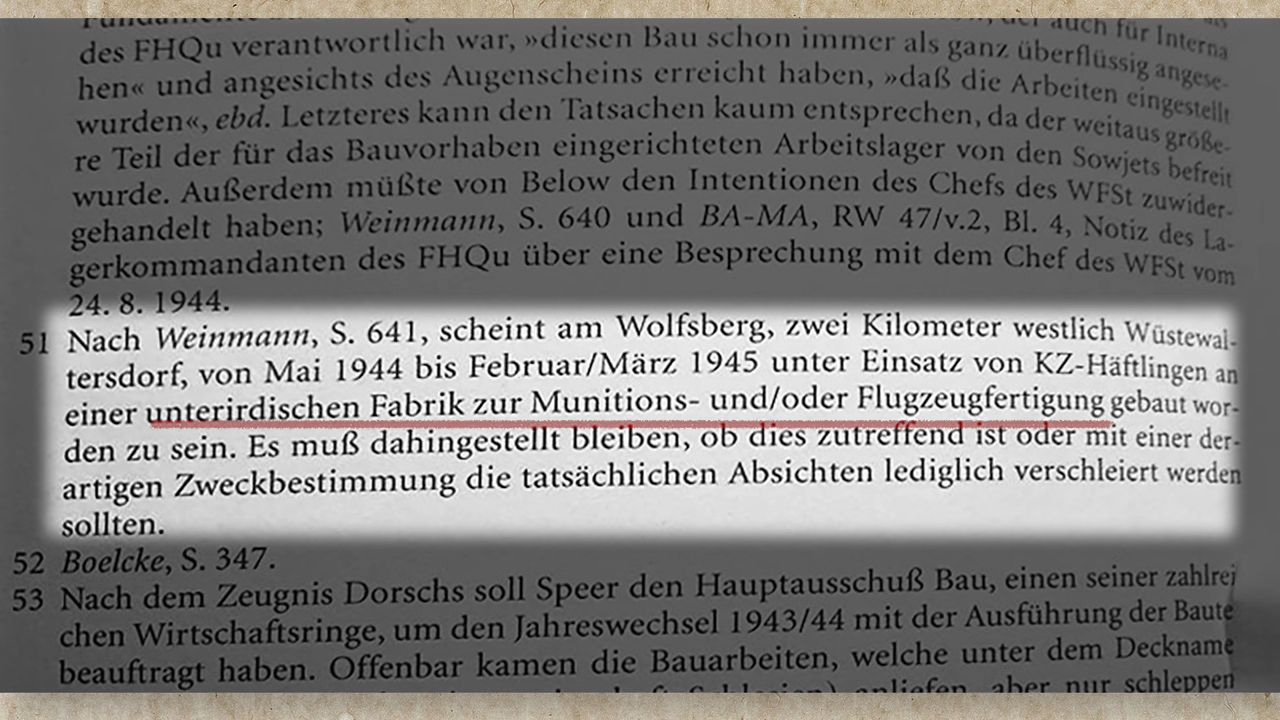 des FHQu verantwortlich war, »diesen Bau schon immer als ganz überflüssig angese-
hen« und angesichts des Augenscheins erreicht haben, »daß die Arbeiten eingestellt
wurden«, ebd. Letzteres kann den Tatsachen kaum entsprechen, da der weitaus größe-
re Teil der für das Bauvorhaben eingerichteten Arbeitslager von den Sowjets befreit
wurde. Außerdem müßte von Below den Intentionen des Chefs des WFSt zuwider-
gehandelt haben; Weinmann, S. 640 und BA-MA, RW 47/v.2, Bl. 4, Notiz des La-
gerkommandanten des FHQu über eine Besprechung mit dem Chef des WFSt vom
24. 8. 1944.
51 Nach Weinmann, S. 641, scheint am Wolfsberg, zwei Kilometer westlich Wüstewal-
tersdorf, von Mai 1944 bis Februar/März 1945 unter Einsatz von KZ-Häftlingen an
einer unterirdischen Fabrik zur Munitions- und/oder Flugzeugfertigung gebaut wor-
den zu sein. Es muß dahingestellt bleiben, ob dies zutreffend ist oder mit einer der-
artigen Zweckbestimmung die tatsächlichen Absichten lediglich verschleiert werden
sollten.
52 Boelcke, S. 347.
53 Nach dem Zeugnis Dorschs soll Speer den Hauptausschuß Bau, einen seiner zahlrei
chen Wirtschaftsringe, um den Jahreswechsel 1943/44 mit der Ausführung der Baute
beauftragt haben. Offenbar kamen die Bauarbeiten, welche unter dem Deckname
anliefen, aber nur schleppen